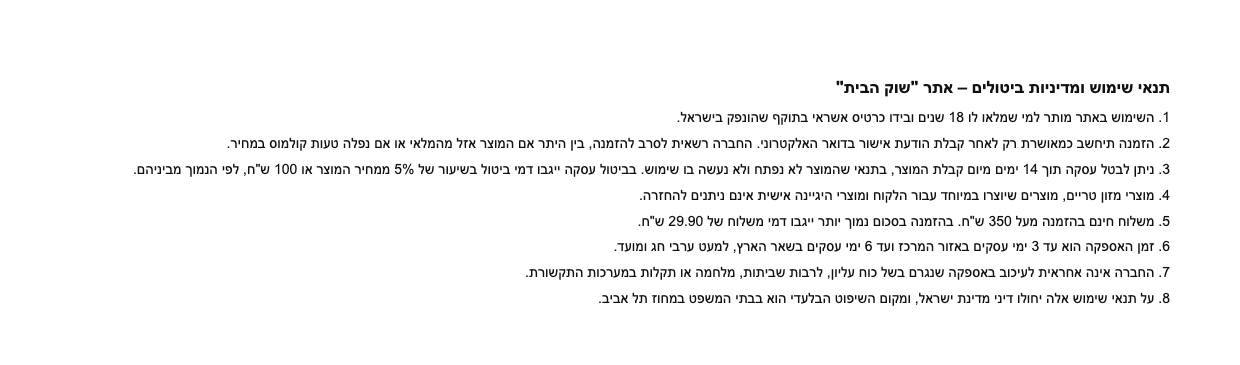 תנאי שימוש ומדיניות ביטולים – אתר "שוק הבית"
1. השימוש באתר מותר למי שמלאו לו 18 שנים ובידו כרטיס אשראי בתוקף שהונפק בישראל.
2. הזמנה תיחשב כמאושרת רק לאחר קבלת הודעת אישור בדואר האלקטרוני. החברה רשאית לסרב להזמנה, בין היתר אם המוצר אזל מהמלאי או אם נפלה טעות קולמוס במחיר.
3. ניתן לבטל עסקה תוך 14 ימים מיום קבלת המוצר, בתנאי שהמוצר לא נפתח ולא נעשה בו שימוש. בביטול עסקה ייגבו דמי ביטול בשיעור של 5% ממחיר המוצר או 100 ש"ח, לפי הנמוך מביניהם.
4. מוצרי מזון טריים, מוצרים שיוצרו במיוחד עבור הלקוח ומוצרי היגיינה אישית אינם ניתנים להחזרה.
5. משלוח חינם בהזמנה מעל 350 ש"ח. בהזמנה בסכום נמוך יותר ייגבו דמי משלוח של 29.90 ש"ח.
6. זמן האספקה הוא עד 3 ימי עסקים באזור המרכז ועד 6 ימי עסקים בשאר הארץ, למעט ערבי חג ומועד.
7. החברה אינה אחראית לעיכוב באספקה שנגרם בשל כוח עליון, לרבות שביתות, מלחמה או תקלות במערכות התקשורת.
8. על תנאי שימוש אלה יחולו דיני מדינת ישראל, ומקום השיפוט הבלעדי הוא בבתי המשפט במחוז תל אביב.